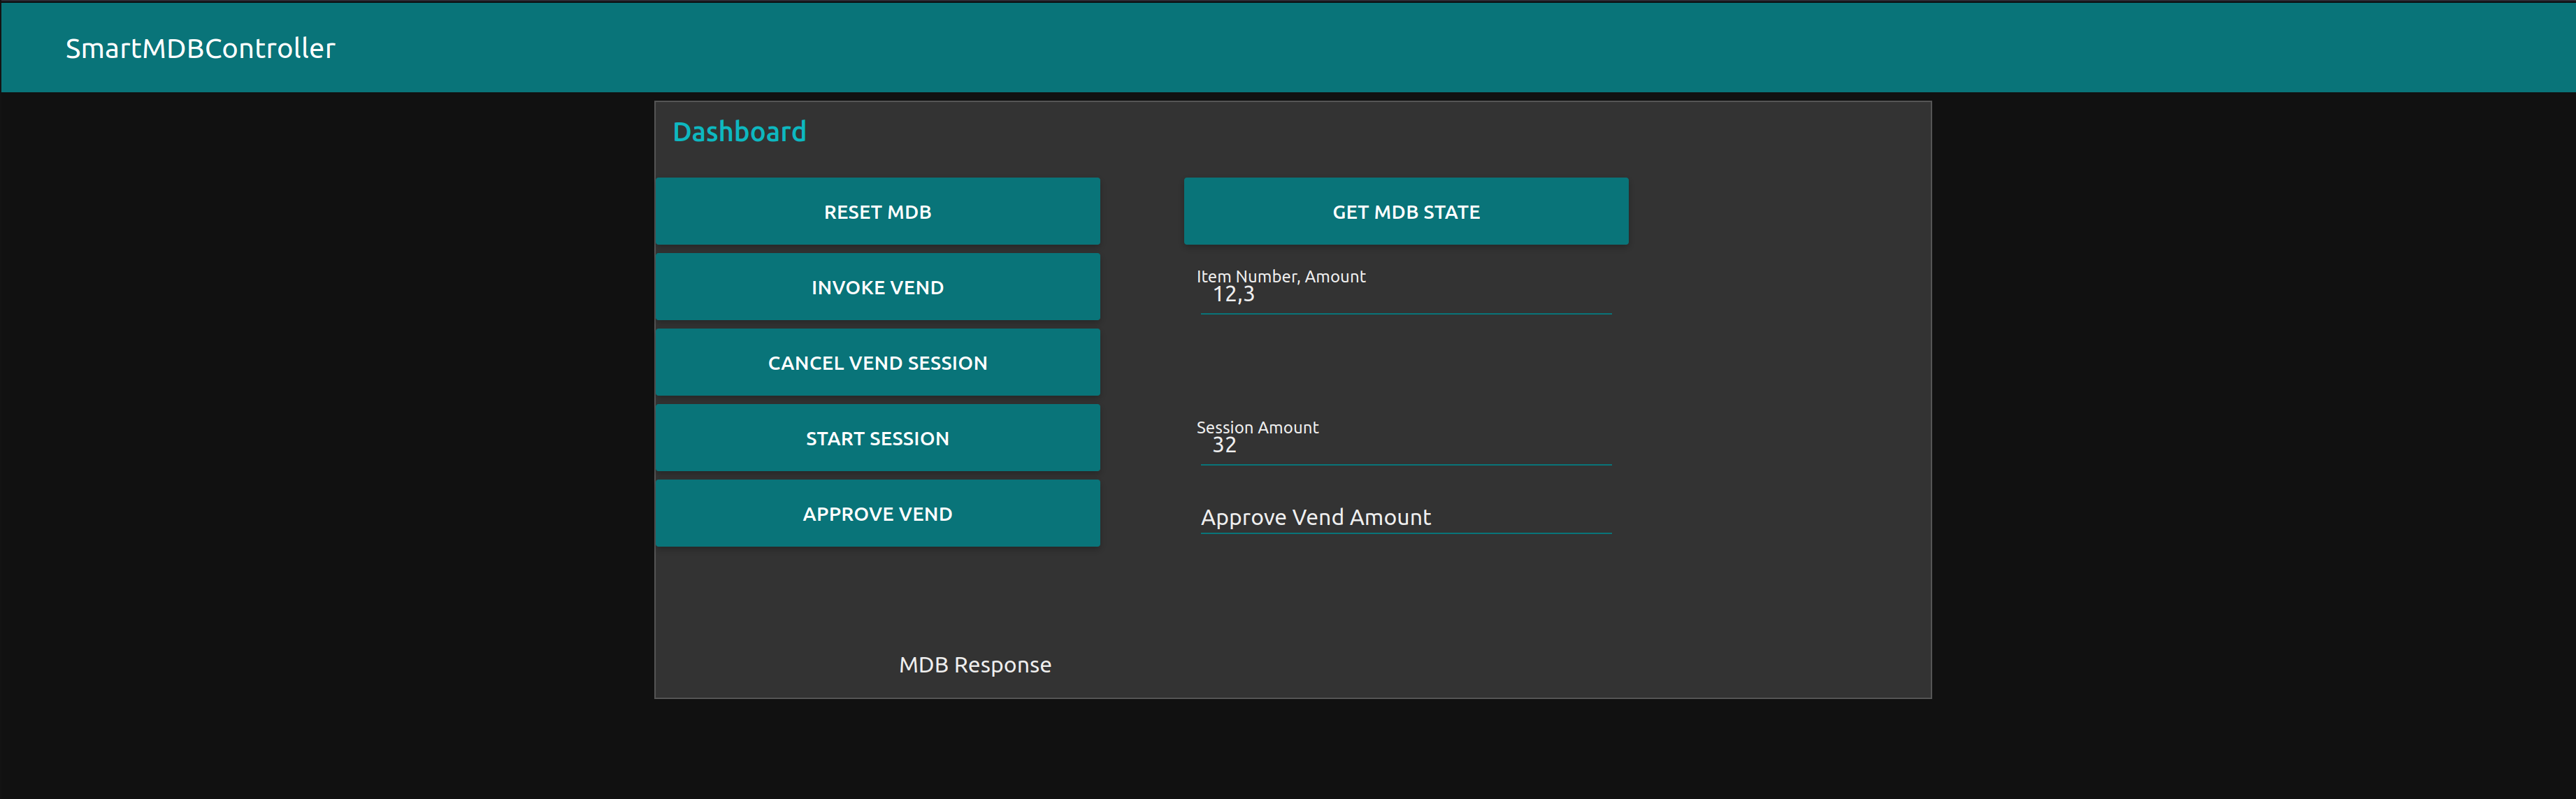 SmartMDBController
Dashboard
RESET MDB
GET MDB STATE
INVOKE VEND
Item Number, Amount
12,3
CANCEL VEND SESSION
START SESSION
Session Amount
32
APPROVE VEND
Approve Vend Amount
MDB Response